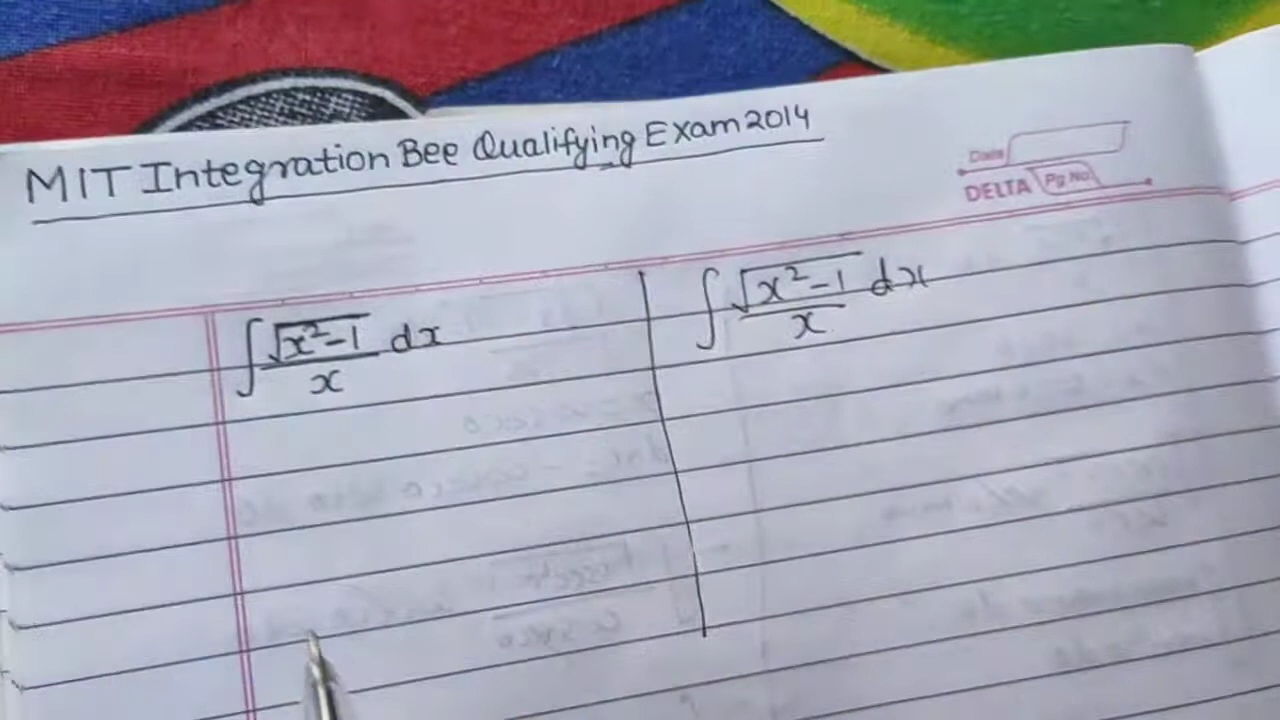 MIT Integration Bee Qualifying Exam 2014
Date
DELTA Pg No
∫ √(x²-1)/x dx
∫ √(x²-1)/x dx